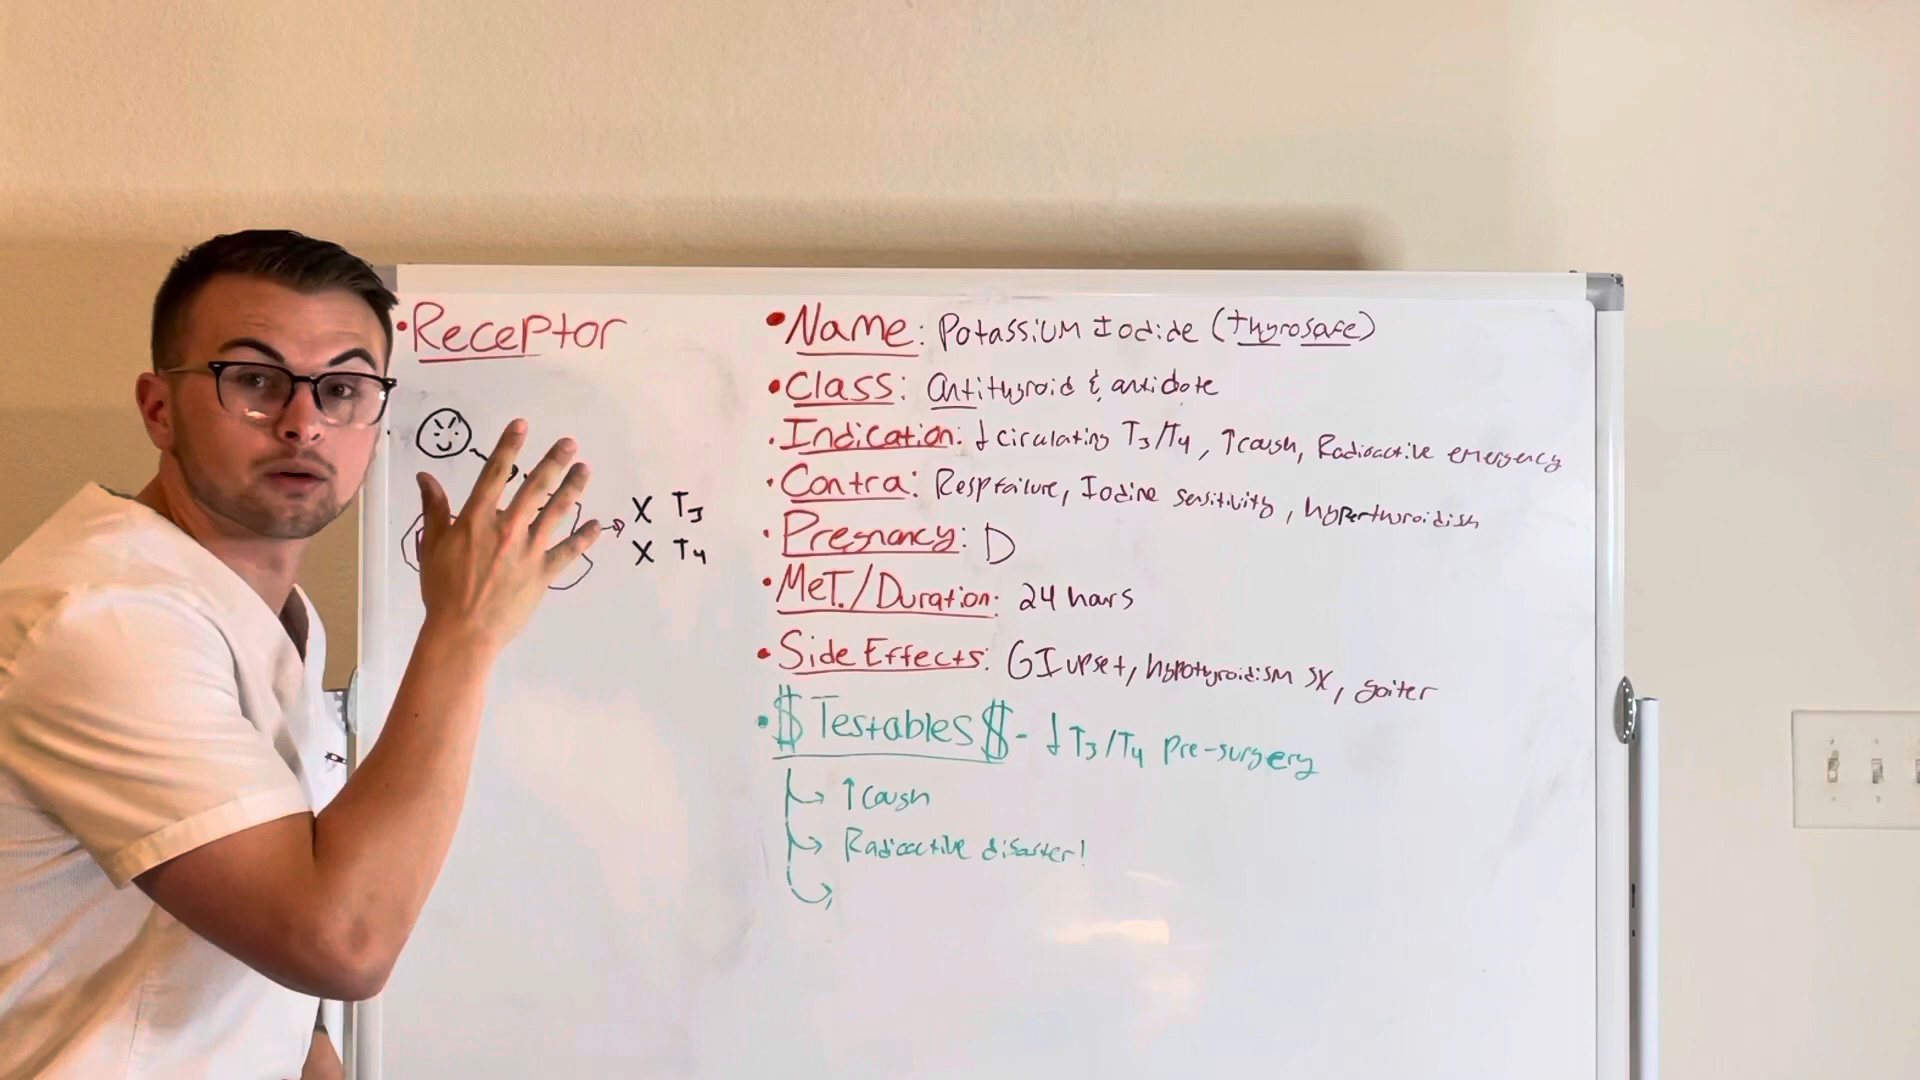 • Receptor
X T3
X T4
• Name: Potassium Iodide (thyrosafe)
• Class: Antithyroid & antidote
• Indication: ↓ circulating T3/T4, ↑ cough, Radioactive emergency
• Contra: Resp failure, Iodine sensitivity, hyperthyroidism
• Pregnancy: D
• MeT./Duration: 24 hours
• Side Effects: GI upset, hypothyroidism sx, goiter
• $ Testables $ - ↓ T3/T4 pre-surgery
↑ cough
Radioactive disaster!